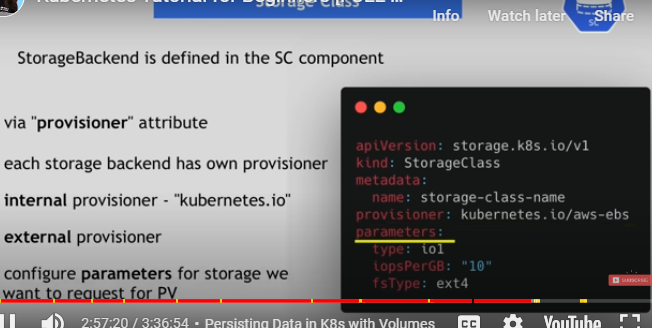 Kubernetes Tutorial for Beginners
Storage Class
Info
Watch later
Share
SC
StorageBackend is defined in the SC component
via "provisioner" attribute
each storage backend has own provisioner
internal provisioner - "kubernetes.io"
external provisioner
configure parameters for storage we
want to request for PV
apiVersion: storage.k8s.io/v1
kind: StorageClass
metadata:
  name: storage-class-name
provisioner: kubernetes.io/aws-ebs
parameters:
  type: io1
  iopsPerGB: "10"
  fsType: ext4
SUBSCRIBE
2:57:20 / 3:36:54 • Persisting Data in K8s with Volumes
CC
YouTube